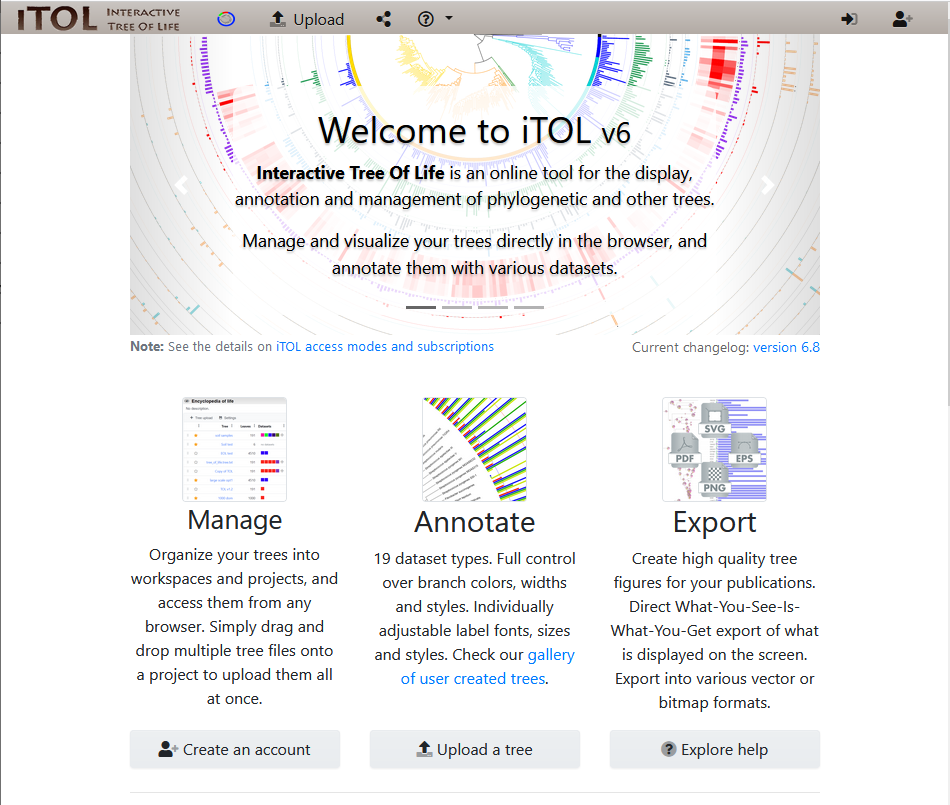 iTOL INTERACTIVE
TREE OF LIFE
Upload
Welcome to iTOL v6
Interactive Tree Of Life is an online tool for the display,
annotation and management of phylogenetic and other trees.
Manage and visualize your trees directly in the browser, and
annotate them with various datasets.
Note: See the details on iTOL access modes and subscriptions
Current changelog: version 6.8
Encyclopedia of life
No description
Tree upload Settings
Tree Leaves Datasets
SVG
PDF EPS
PNG
Manage
Annotate
Export
Organize your trees into
workspaces and projects, and
access them from any
browser. Simply drag and
drop multiple tree files onto
a project to upload them all
at once.
19 dataset types. Full control
over branch colors, widths
and styles. Individually
adjustable label fonts, sizes
and styles. Check our gallery
of user created trees.
Create high quality tree
figures for your publications.
Direct What-You-See-Is-
What-You-Get export of what
is displayed on the screen.
Export into various vector or
bitmap formats.
Create an account
Upload a tree
Explore help